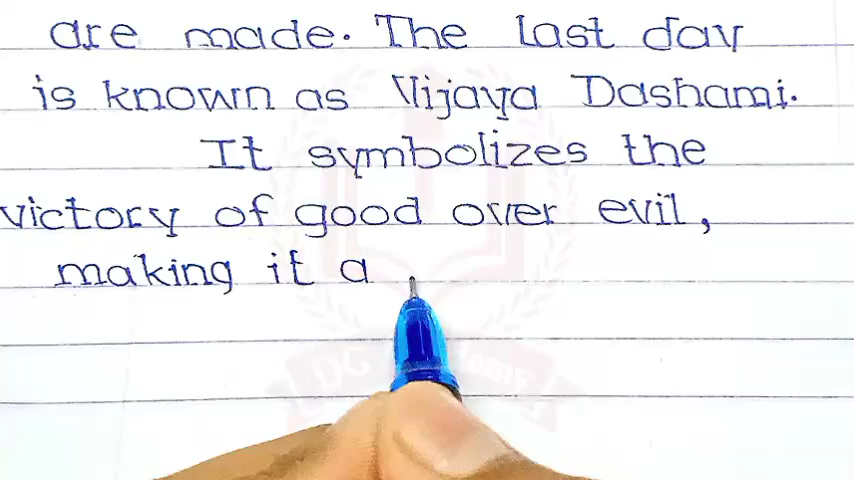 are made. The last day
is known as Vijaya Dashami.
It symbolizes the
victory of good over evil,
making it a
DG